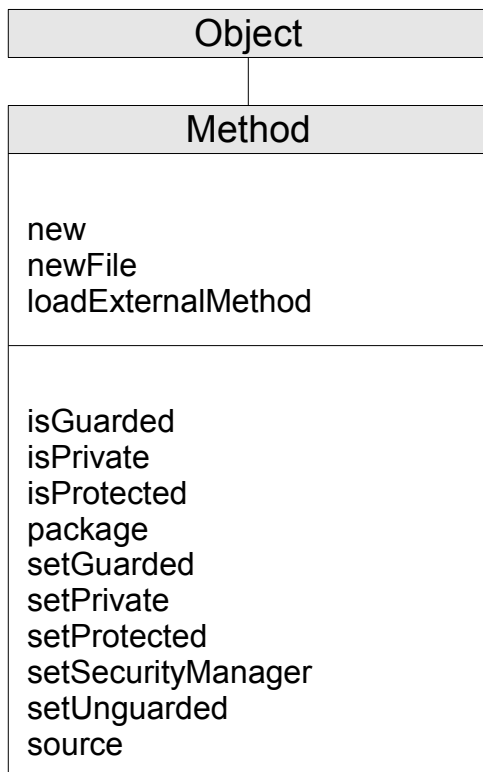 Object
Method
new
newFile
loadExternalMethod
isGuarded
isPrivate
isProtected
package
setGuarded
setPrivate
setProtected
setSecurityManager
setUnguarded
source